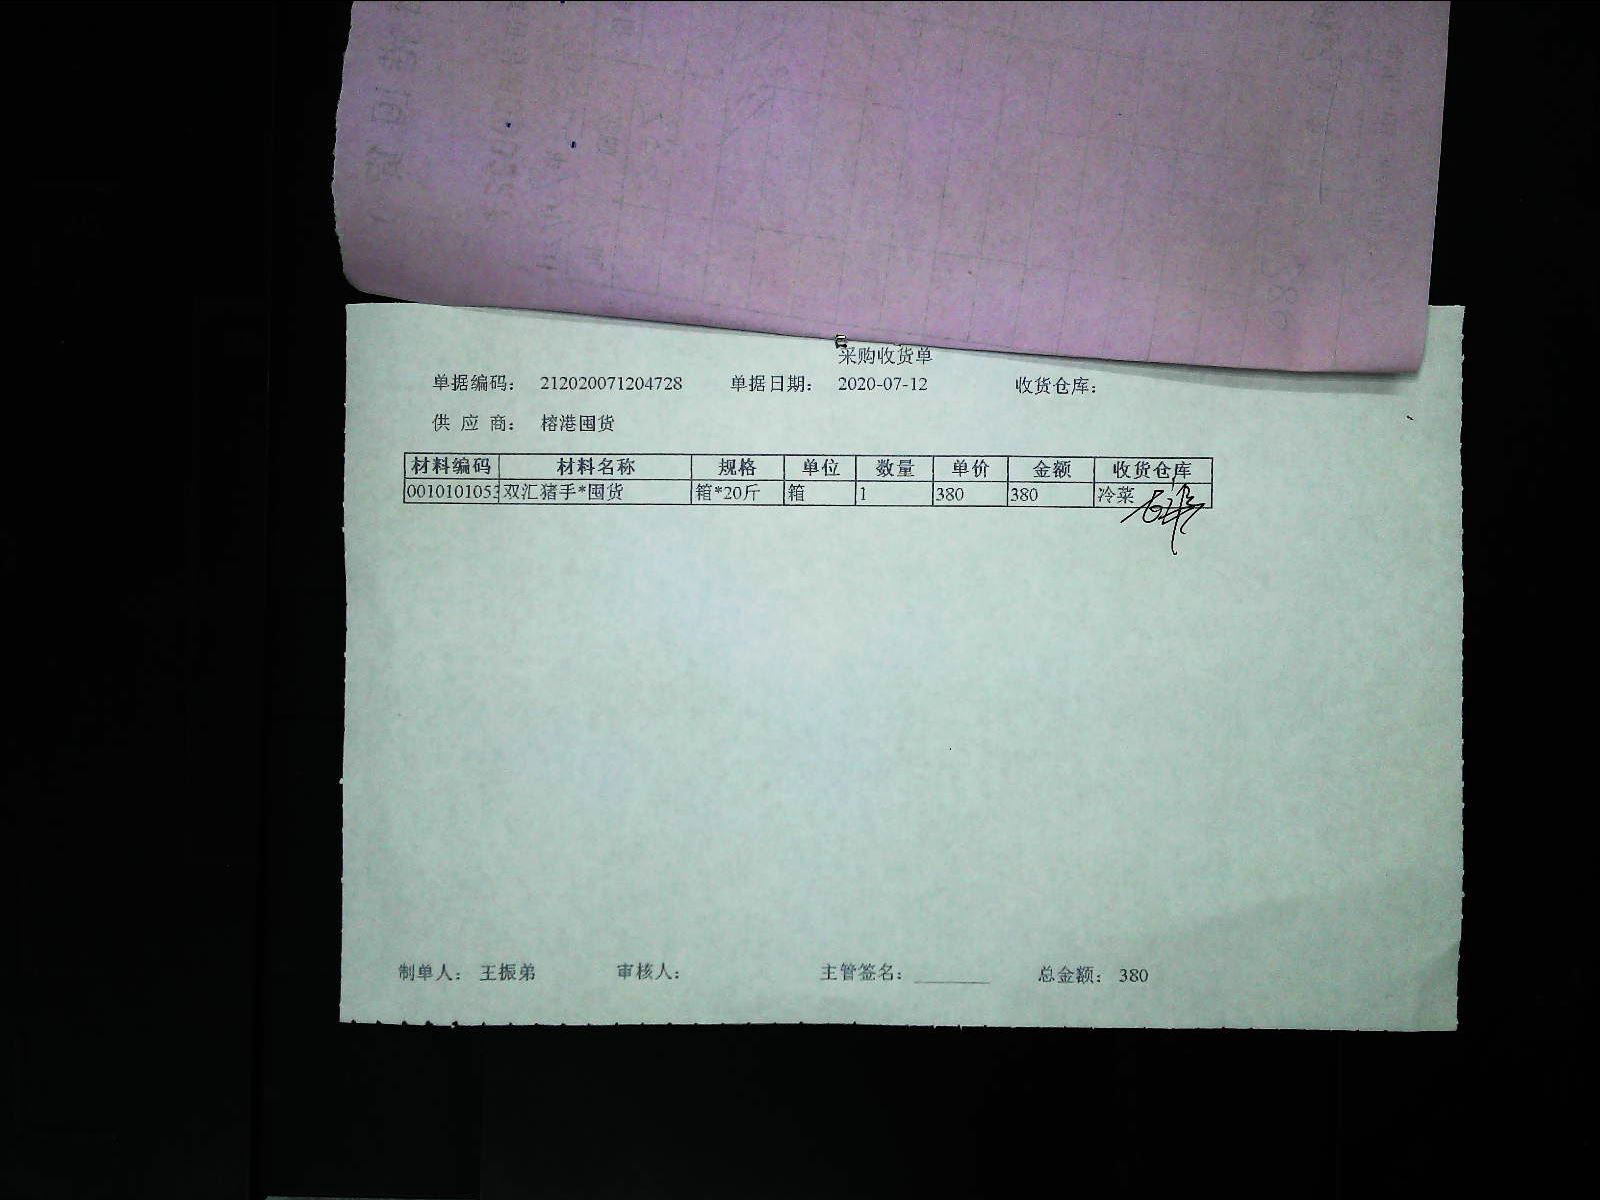 采购收货单
单据编码： 212020071204728 单据日期： 2020-07-12 收货仓库：
供 应 商： 榕港囤货
材料编码 材料名称 规格 单位 数量 单价 金额 收货仓库
0010101053 双汇猪手*囤货 箱*20斤 箱 1 380 380 冷菜
制单人： 王振弟 审核人： 主管签名： ________ 总金额： 380